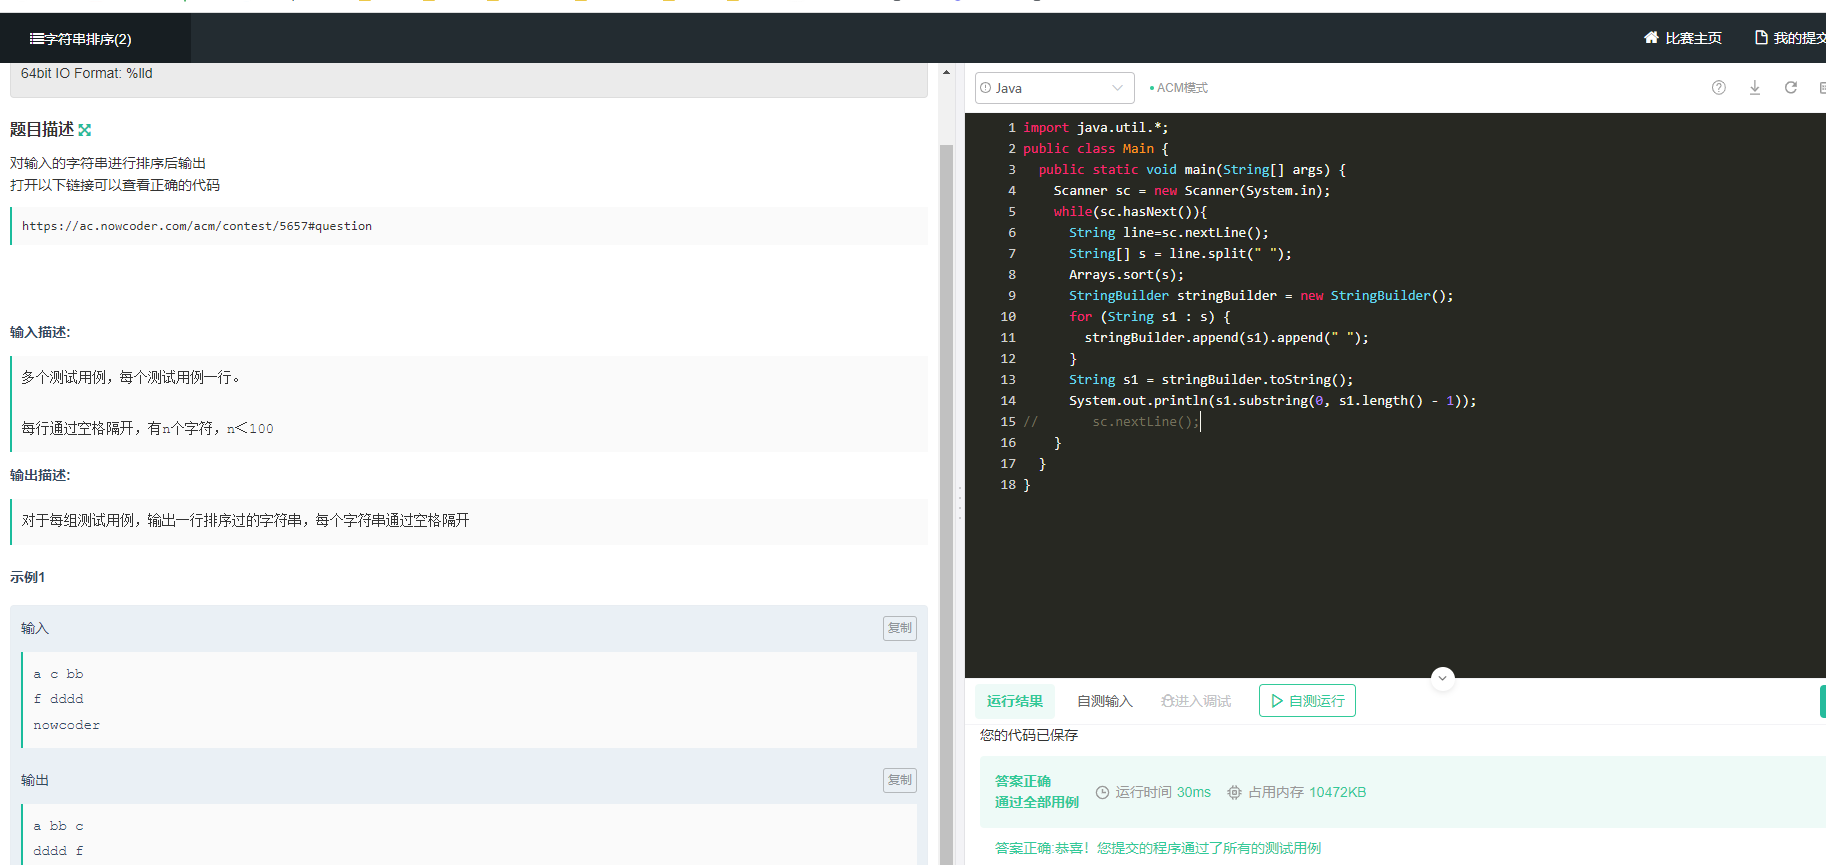 字符串排序(2)
比赛主页
我的提交
64bit IO Format: %lld
题目描述
对输入的字符串进行排序后输出
打开以下链接可以查看正确的代码
https://ac.nowcoder.com/acm/contest/5657#question
输入描述:
多个测试用例，每个测试用例一行。
每行通过空格隔开，有n个字符，n＜100
输出描述:
对于每组测试用例，输出一行排序过的字符串，每个字符串通过空格隔开
示例1
输入
复制
a c bb
f dddd
nowcoder
输出
复制
a bb c
dddd f
Java
ACM模式
1 import java.util.*;
2 public class Main {
3 public static void main(String[] args) {
4 Scanner sc = new Scanner(System.in);
5 while(sc.hasNext()){
6 String line=sc.nextLine();
7 String[] s = line.split(" ");
8 Arrays.sort(s);
9 StringBuilder stringBuilder = new StringBuilder();
10 for (String s1 : s) {
11 stringBuilder.append(s1).append(" ");
12 }
13 String s1 = stringBuilder.toString();
14 System.out.println(s1.substring(0, s1.length() - 1));
15 // sc.nextLine();
16 }
17 }
18 }
运行结果
自测输入
进入调试
自测运行
您的代码已保存
答案正确
通过全部用例
运行时间 30ms
占用内存 10472KB
答案正确:恭喜！您提交的程序通过了所有的测试用例